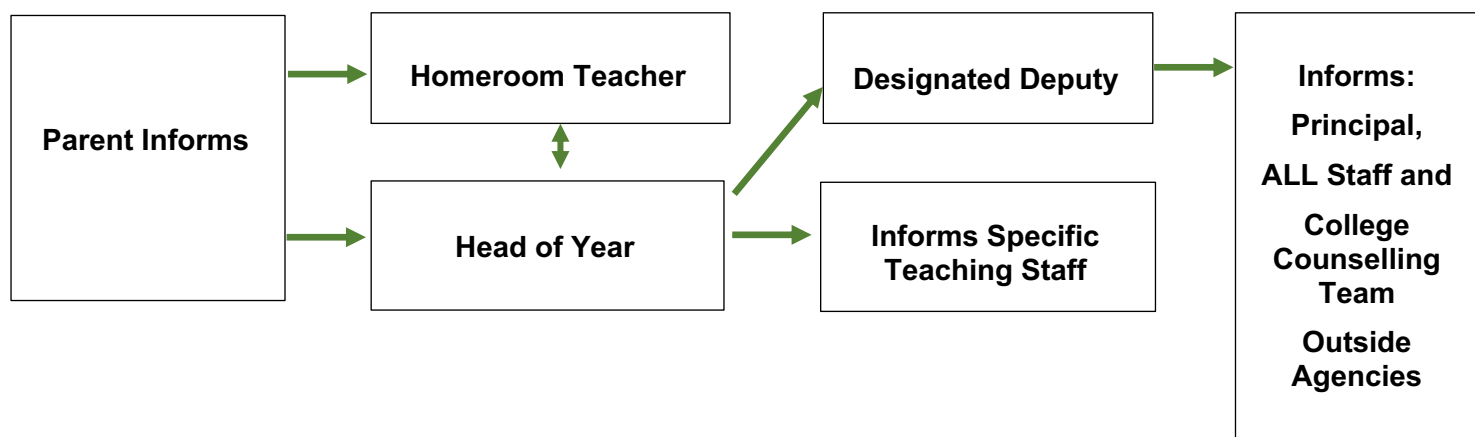 Parent Informs
Homeroom Teacher
Head of Year
Designated Deputy
Informs Specific
Teaching Staff
Informs:
Principal,
ALL Staff and
College
Counselling
Team
Outside
Agencies